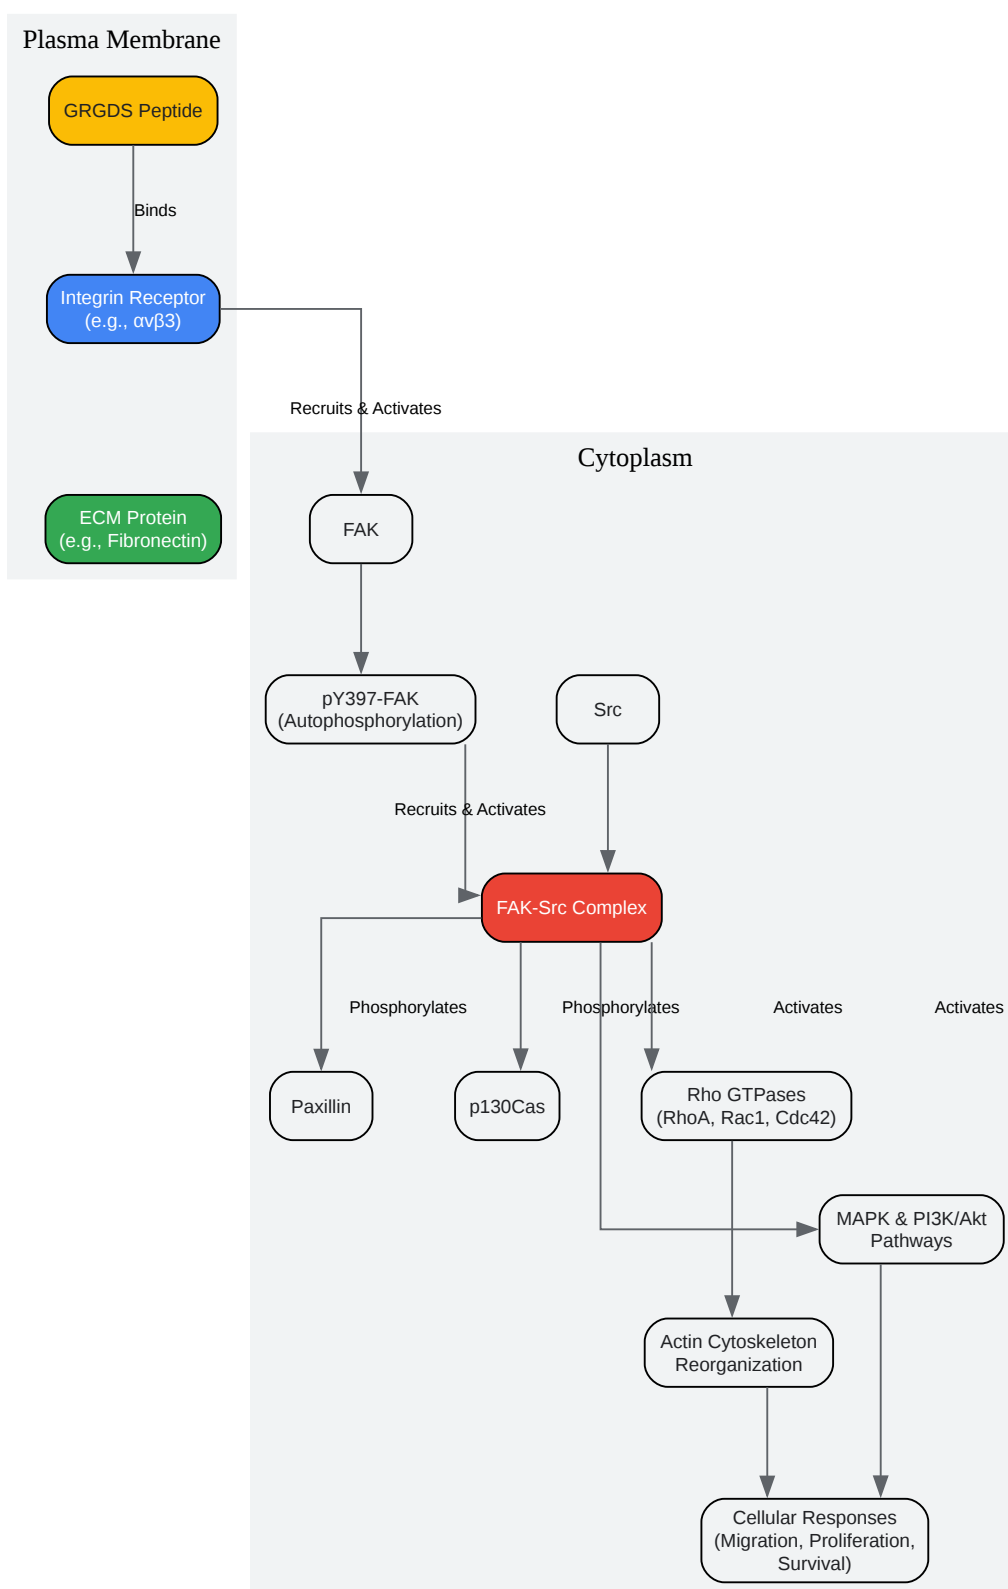 Plasma Membrane
GRGDS Peptide
Binds
Integrin Receptor
(e.g., αvβ3)
Recruits & Activates
Cytoplasm
ECM Protein
(e.g., Fibronectin)
FAK
pY397-FAK
(Autophosphorylation)
Src
Recruits & Activates
FAK-Src Complex
Phosphorylates
Phosphorylates
Activates
Activates
Paxillin
p130Cas
Rho GTPases
(RhoA, Rac1, Cdc42)
MAPK & PI3K/Akt
Pathways
Actin Cytoskeleton
Reorganization
Cellular Responses
(Migration, Proliferation,
Survival)